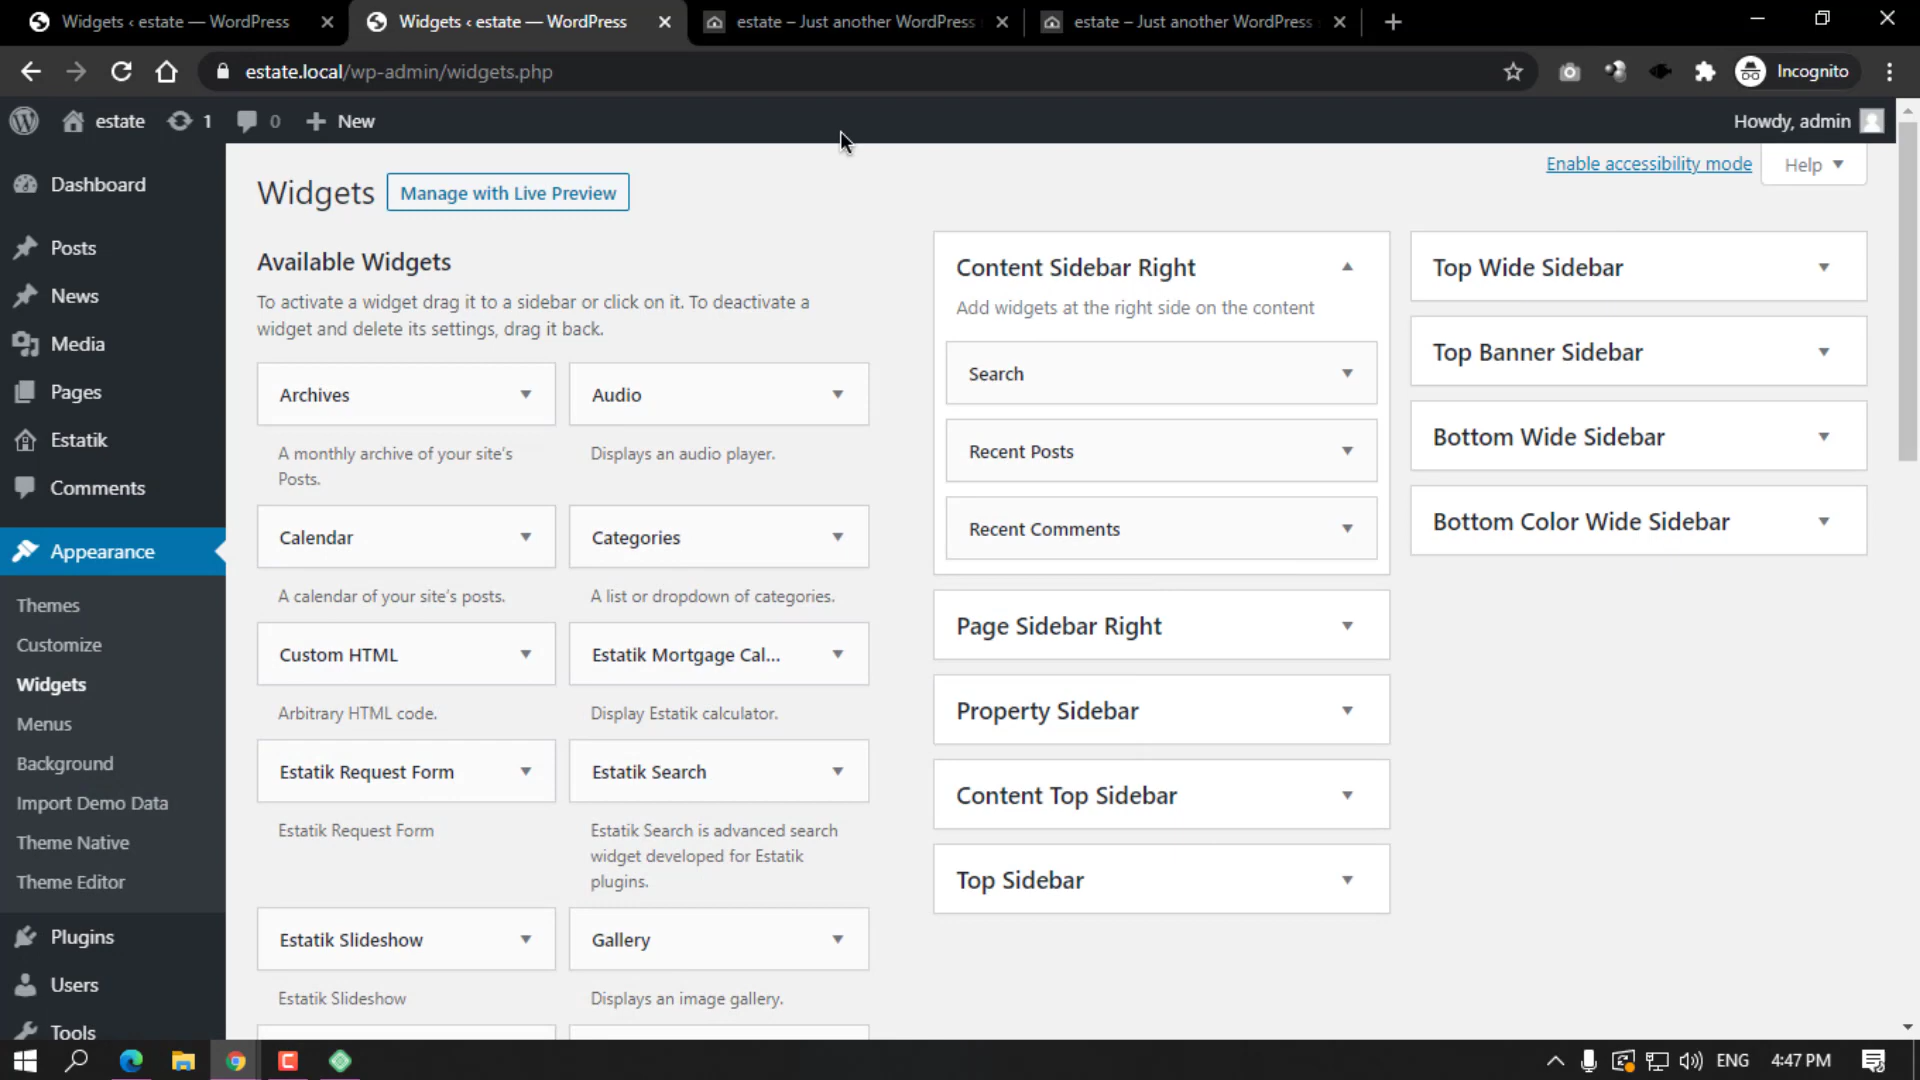 Widgets ‹ estate — WordPress
Widgets ‹ estate — WordPress
estate – Just another WordPress
estate – Just another WordPress
estate.local/wp-admin/widgets.php
Incognito
estate
1
0
New
Howdy, admin
Dashboard
Posts
News
Media
Pages
Estatik
Comments
Appearance
Themes
Customize
Widgets
Menus
Background
Import Demo Data
Theme Native
Theme Editor
Plugins
Users
Tools
Enable accessibility mode
Help
Widgets
Manage with Live Preview
Available Widgets
To activate a widget drag it to a sidebar or click on it. To deactivate a
widget and delete its settings, drag it back.
Archives
Audio
A monthly archive of your site's
Posts.
Displays an audio player.
Calendar
Categories
A calendar of your site's posts.
A list or dropdown of categories.
Custom HTML
Estatik Mortgage Cal...
Arbitrary HTML code.
Display Estatik calculator.
Estatik Request Form
Estatik Search
Estatik Request Form
Estatik Search is advanced search
widget developed for Estatik
plugins.
Estatik Slideshow
Gallery
Estatik Slideshow
Displays an image gallery.
Content Sidebar Right
Add widgets at the right side on the content
Search
Recent Posts
Recent Comments
Page Sidebar Right
Property Sidebar
Content Top Sidebar
Top Sidebar
Top Wide Sidebar
Top Banner Sidebar
Bottom Wide Sidebar
Bottom Color Wide Sidebar
ENG
4:47 PM